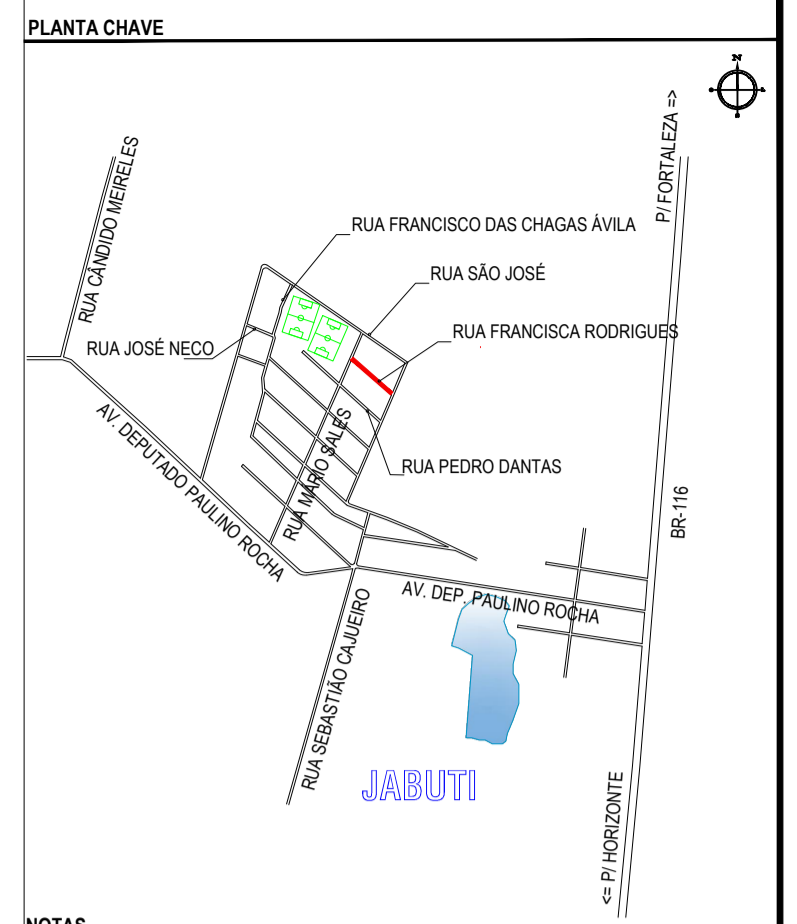 PLANTA CHAVE
N
P/ FORTALEZA =>
RUA CÂNDIDO MEIRELES
RUA FRANCISCO DAS CHAGAS ÁVILA
RUA SÃO JOSÉ
RUA FRANCISCA RODRIGUES
RUA JOSÉ NECO
AV. DEPUTADO PAULINO ROCHA
RUA MÁRIO SALES
RUA PEDRO DANTAS
BR-116
AV. DEP. PAULINO ROCHA
RUA SEBASTIÃO CAJUEIRO
JABUTI
<= P/ HORIZONTE
NOTAS